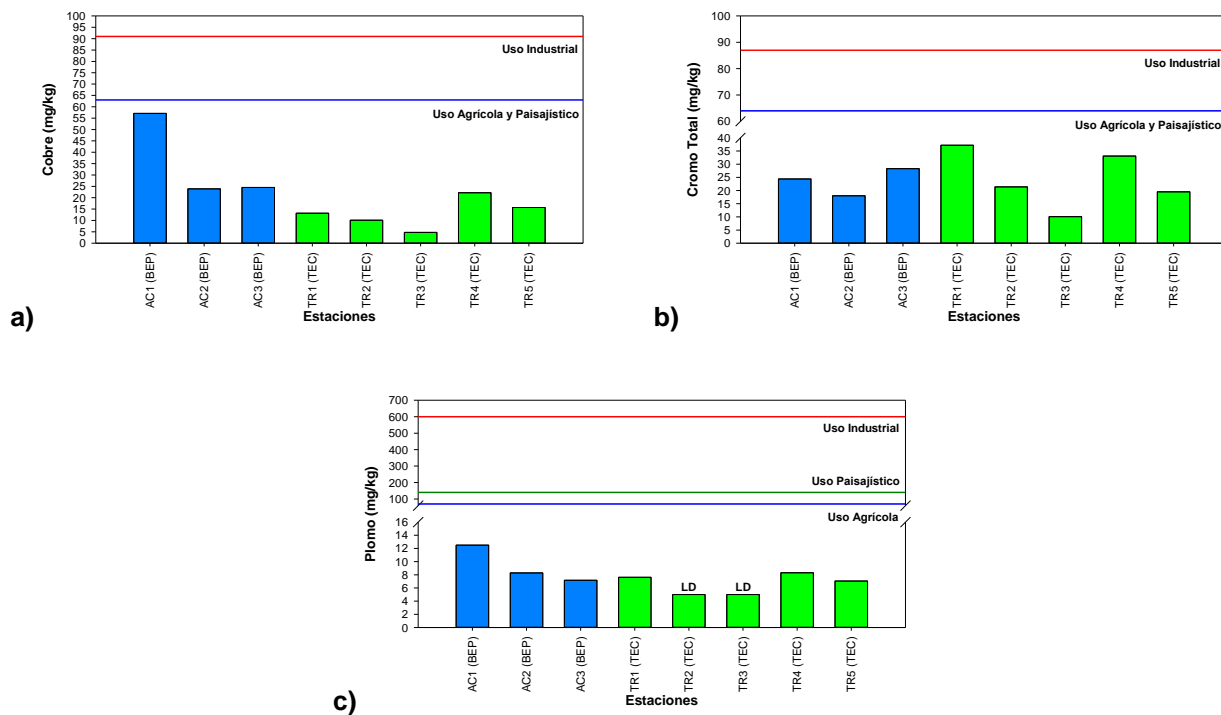 100
95
90
85
80
75
70
65
60
55
50
45
40
35
30
25
20
15
10
5
0
Cobre (mg/kg)
Uso Industrial
Uso Agrícola y Paisajístico
AC1 (BEP)
AC2 (BEP)
AC3 (BEP)
TR1 (TEC)
TR2 (TEC)
TR3 (TEC)
TR4 (TEC)
TR5 (TEC)
Estaciones
a)
100
90
80
70
60
40
35
30
25
20
15
10
5
0
Cromo Total (mg/kg)
Uso Industrial
Uso Agrícola y Paisajístico
AC1 (BEP)
AC2 (BEP)
AC3 (BEP)
TR1 (TEC)
TR2 (TEC)
TR3 (TEC)
TR4 (TEC)
TR5 (TEC)
Estaciones
b)
700
600
500
400
300
200
100
16
14
12
10
8
6
4
2
0
Plomo (mg/kg)
Uso Industrial
Uso Paisajístico
Uso Agrícola
LD
LD
AC1 (BEP)
AC2 (BEP)
AC3 (BEP)
TR1 (TEC)
TR2 (TEC)
TR3 (TEC)
TR4 (TEC)
TR5 (TEC)
Estaciones
c)